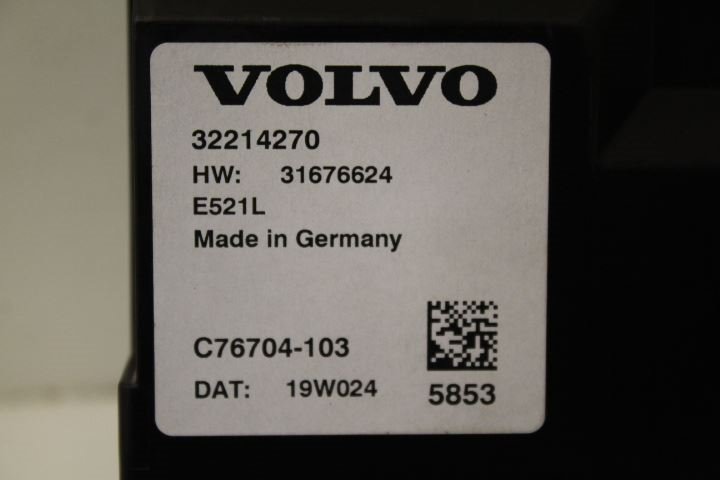 VOLVO
32214270
HW: 31676624
E521L
Made in Germany
C76704-103
DAT: 19W024
5853